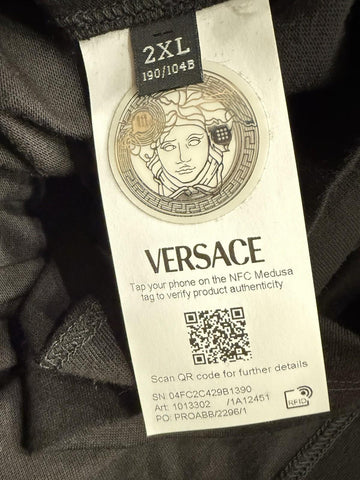 2XL
190/104B
VERSACE
Tap your phone on the NFC Medusa
tag to verify product authenticity
Scan QR code for further details
SN:04FC2C429B1390
Art: 1013302 /1A12451
PO: PROABB/2296/1
RFID